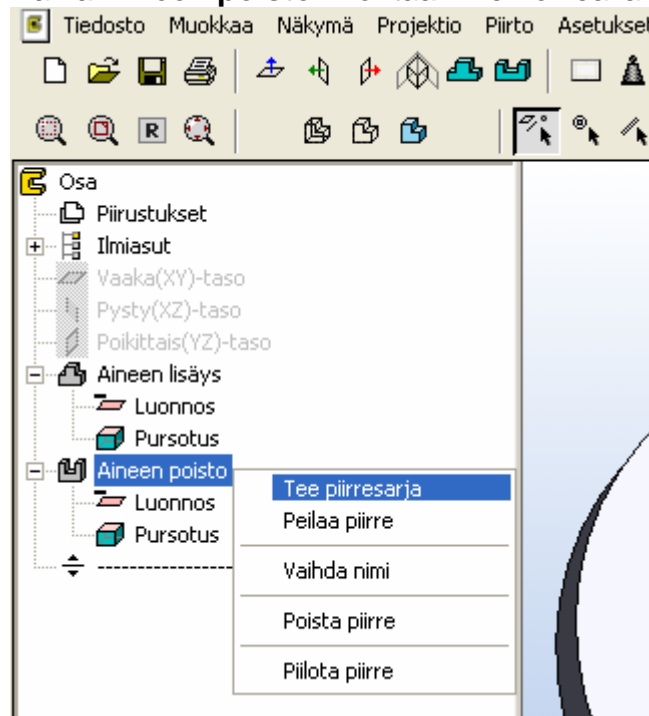 Tiedosto Muokkaa Näkymä Projektio Piirto Asetukset
R
Osa
Piirustukset
Ilmiasut
Vaaka(XY)-taso
Pysty(XZ)-taso
Poikittais(YZ)-taso
Aineen lisäys
Luonnos
Pursotus
Aineen poisto
Luonnos
Pursotus
Tee piirresarja
Peilaa piirre
Vaihda nimi
Poista piirre
Piilota piirre